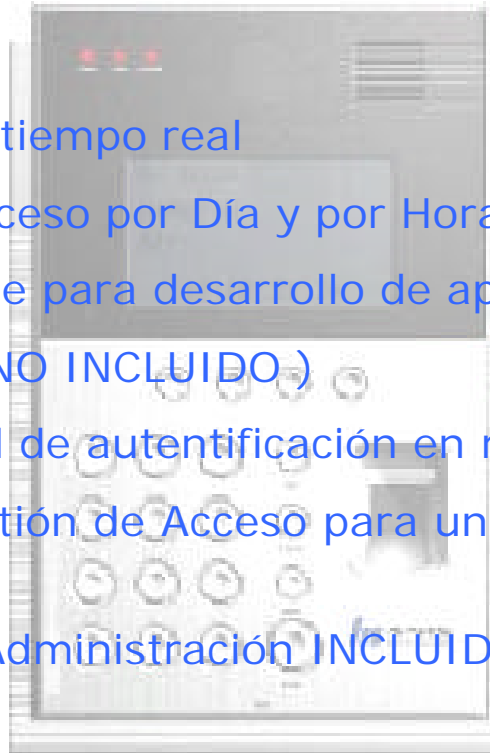 tiempo real
ceso por Día y por Hora
e para desarrollo de ap
NO INCLUIDO )
de autentificación en
tión de Acceso para un
Administración INCLUID